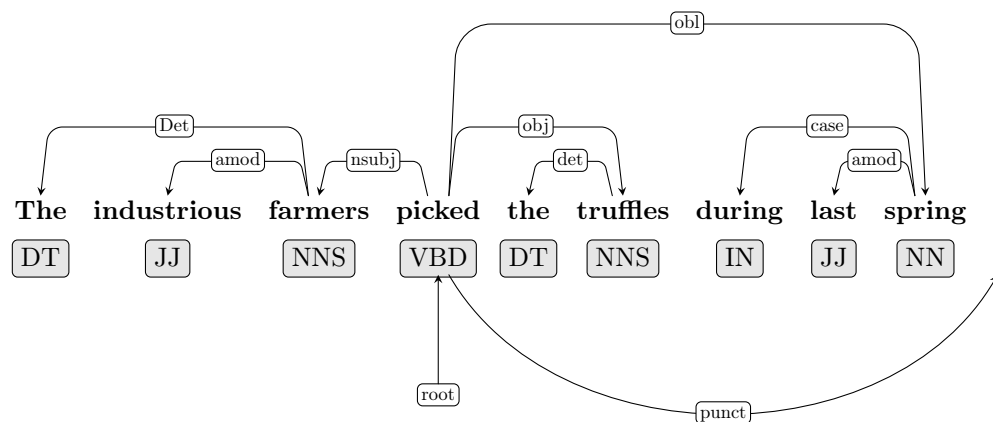 obl
Det obj case
amod nsubj det amod
The industrious farmers picked the truffles during last spring
DT JJ NNS VBD DT NNS IN JJ NN
root
punct